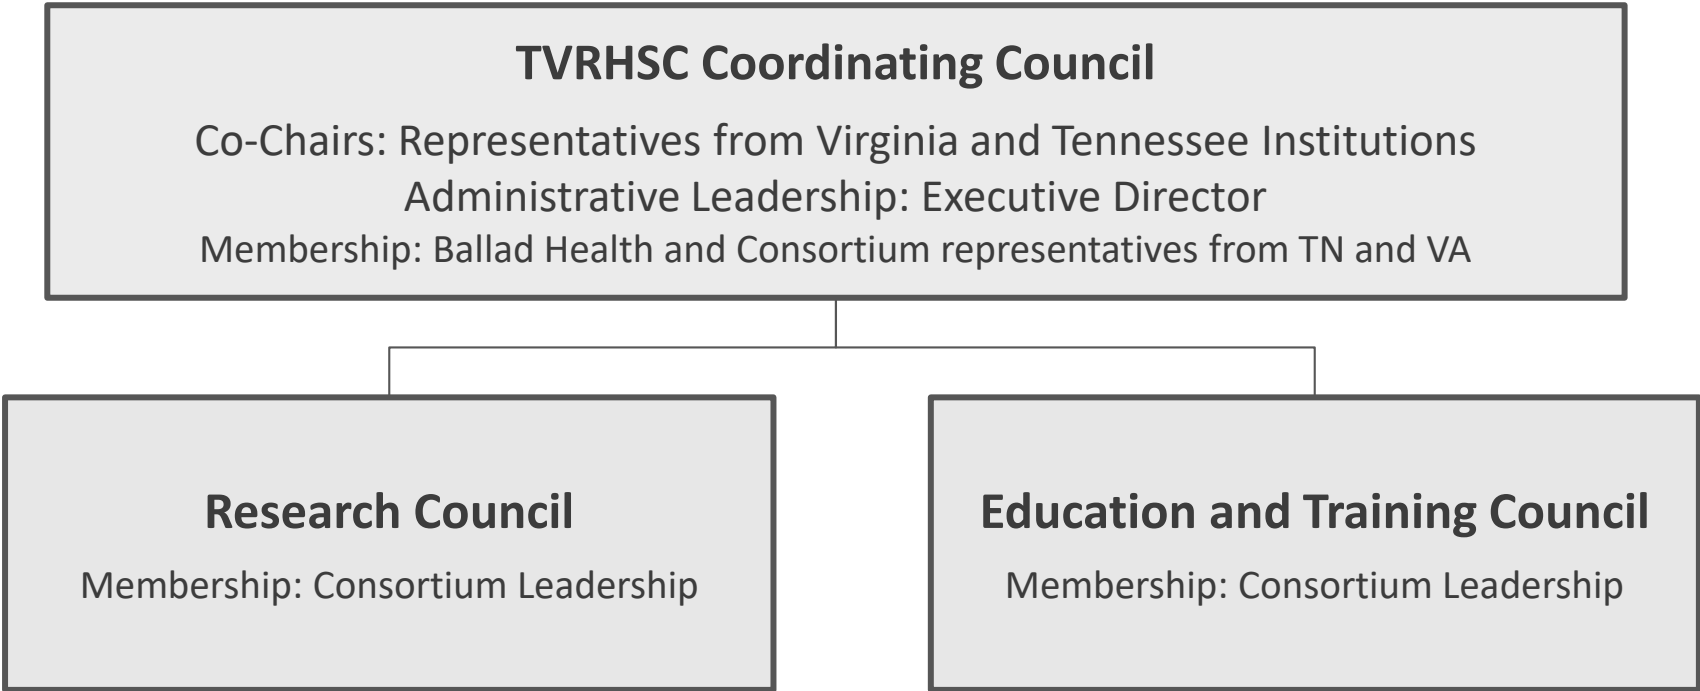 TVRHSC Coordinating Council
Co-Chairs: Representatives from Virginia and Tennessee Institutions
Administrative Leadership: Executive Director
Membership: Ballad Health and Consortium representatives from TN and VA
Research Council
Membership: Consortium Leadership
Education and Training Council
Membership: Consortium Leadership